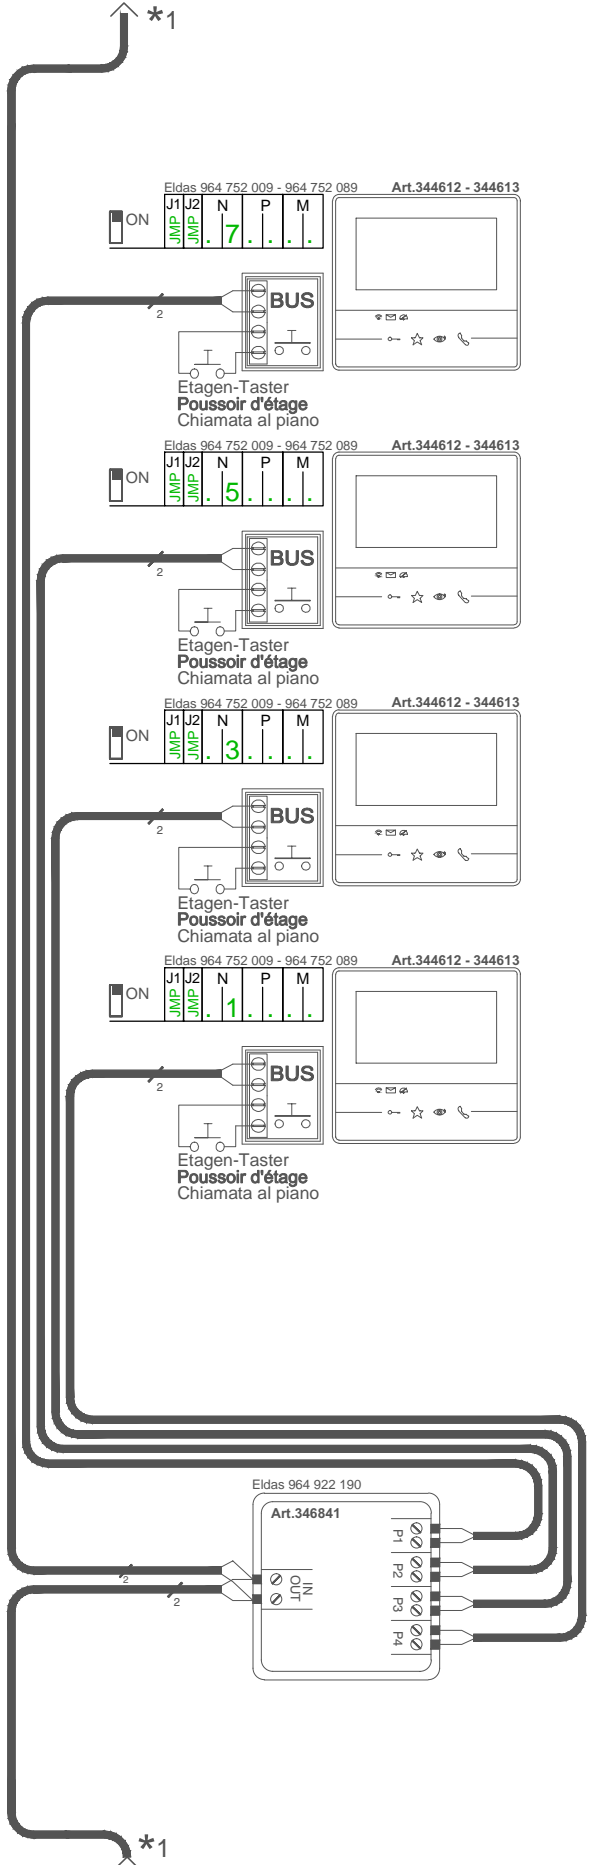 *1
Eldas 964 752 009 - 964 752 089 Art.344612 - 344613
J1 J2 N P M
ON JMP JMP . 7 . . . .
BUS
2
Etagen-Taster
Poussoir d'étage
Chiamata al piano
Eldas 964 752 009 - 964 752 089 Art.344612 - 344613
J1 J2 N P M
ON JMP JMP . 5 . . . .
BUS
2
Etagen-Taster
Poussoir d'étage
Chiamata al piano
Eldas 964 752 009 - 964 752 089 Art.344612 - 344613
J1 J2 N P M
ON JMP JMP . 3 . . . .
BUS
2
Etagen-Taster
Poussoir d'étage
Chiamata al piano
Eldas 964 752 009 - 964 752 089 Art.344612 - 344613
J1 J2 N P M
ON JMP JMP . 1 . . . .
BUS
2
Etagen-Taster
Poussoir d'étage
Chiamata al piano
Eldas 964 922 190
Art.346841
P1
P2
P3
P4
IN
OUT
2
2
*1